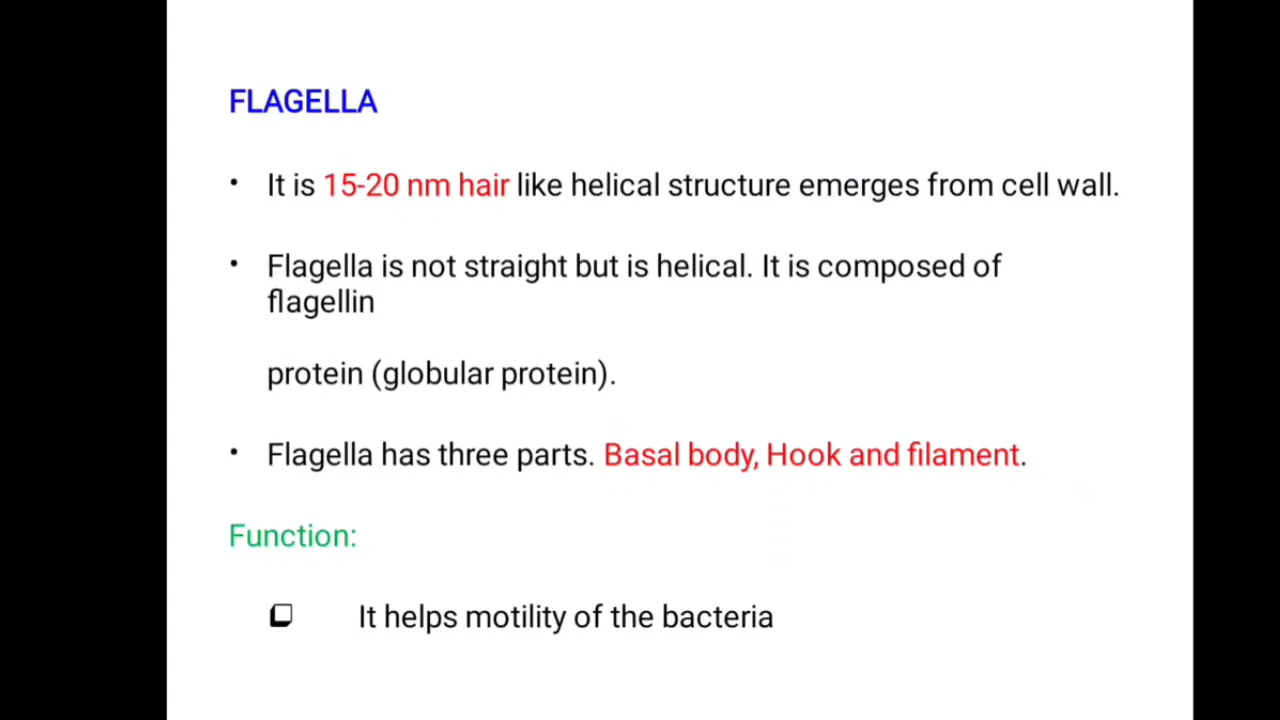 FLAGELLA
• It is 15-20 nm hair like helical structure emerges from cell wall.
• Flagella is not straight but is helical. It is composed of
flagellin
protein (globular protein).
• Flagella has three parts. Basal body, Hook and filament.
Function:
❏ It helps motility of the bacteria